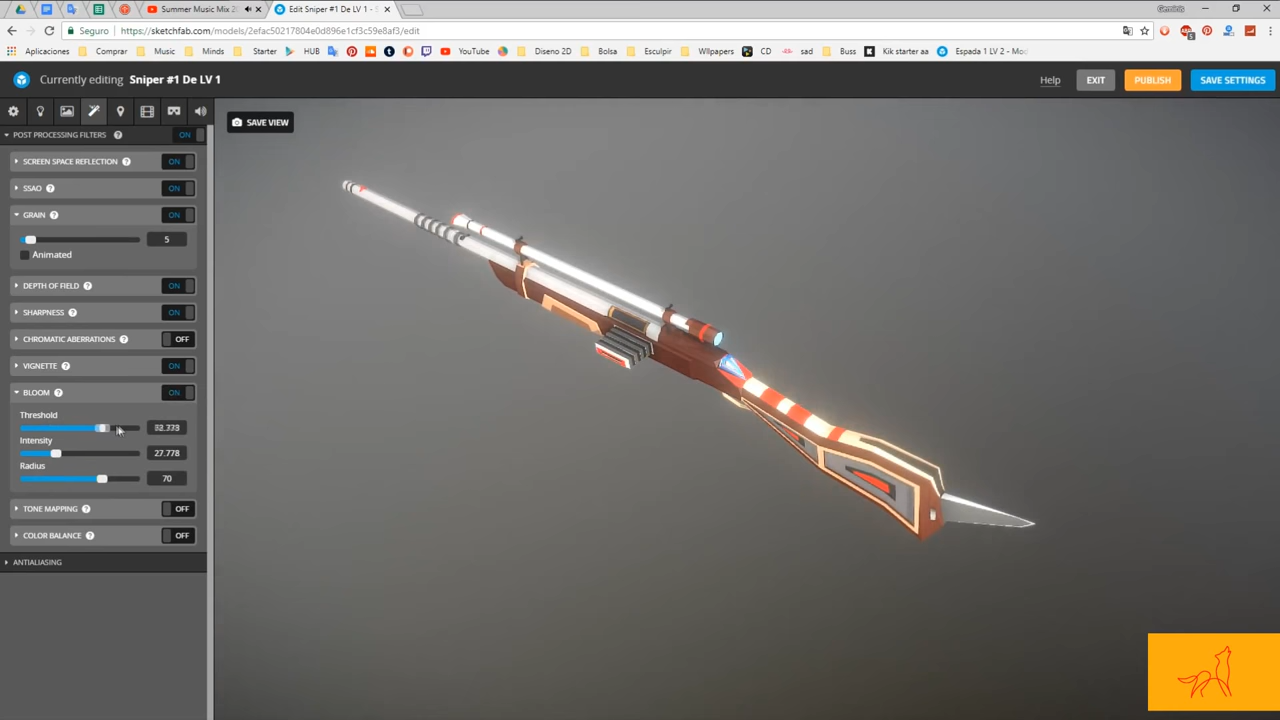 Summer Music Mix 20
Edit Sniper #1 De LV 1 -
Geminis
Seguro
https://sketchfab.com/models/2efac50217804e0d896e1cf3c59e8af3/edit
Aplicaciones
Comprar
Music
Minds
Starter
HUB
YouTube
Diseno 2D
Bolsa
Esculpir
Wllpapers
CD
sad
Buss
Kik starter aa
Espada 1 LV 2 - Mo
Currently editing Sniper #1 De LV 1
Help
EXIT
PUBLISH
SAVE SETTINGS
SAVE VIEW
POST PROCESSING FILTERS ? ON
SCREEN SPACE REFLECTION ? ON
SSAO ? ON
GRAIN ? ON
5
Animated
DEPTH OF FIELD ? ON
SHARPNESS ? ON
CHROMATIC ABERRATIONS ? OFF
VIGNETTE ? ON
BLOOM ? ON
Threshold
Intensity
27.778
Radius
70
TONE MAPPING ? OFF
COLOR BALANCE ? OFF
ANTIALIASING